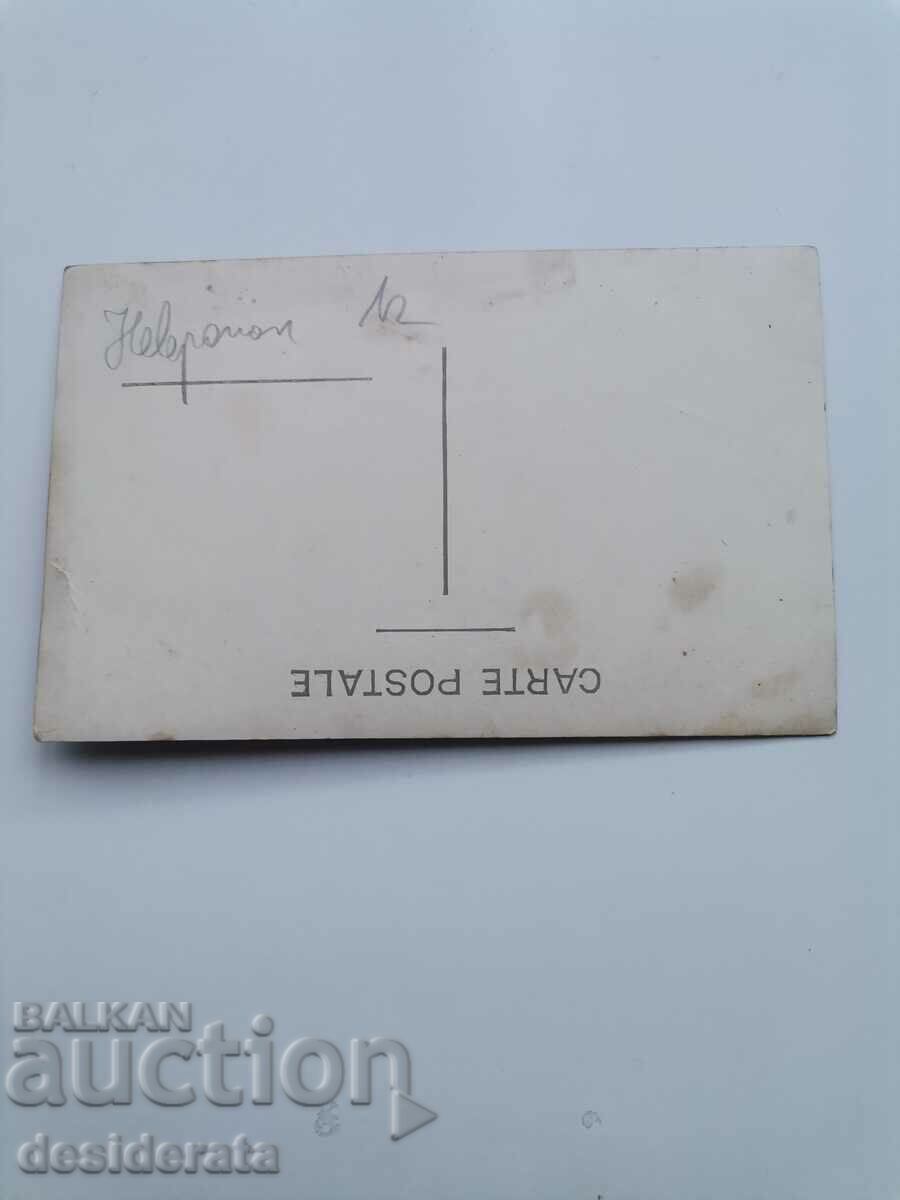 Неврокоп 12
CARTE POSTALE
BALKAN
auction
desiderata